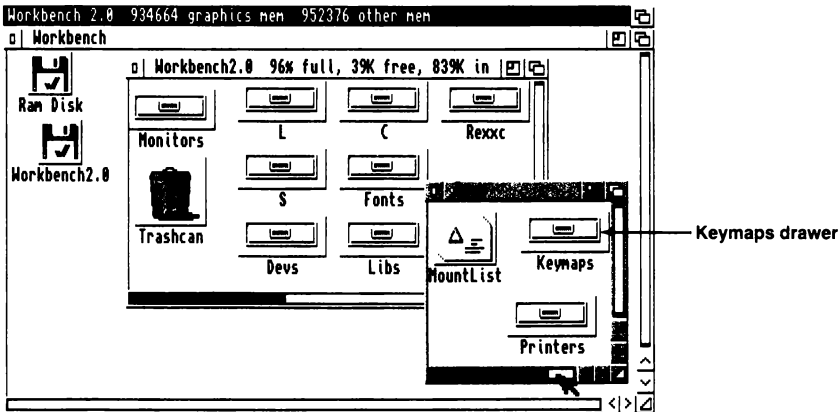 Workbench 2.0 934664 graphics mem 952376 other mem
Workbench
Workbench2.0 96% full, 39K free, 839K in
Ram Disk
Workbench2.0
Monitors
L
C
Rexxc
Trashcan
S
Fonts
Devs
Libs
MountList
Keymaps
Printers
Keymaps drawer